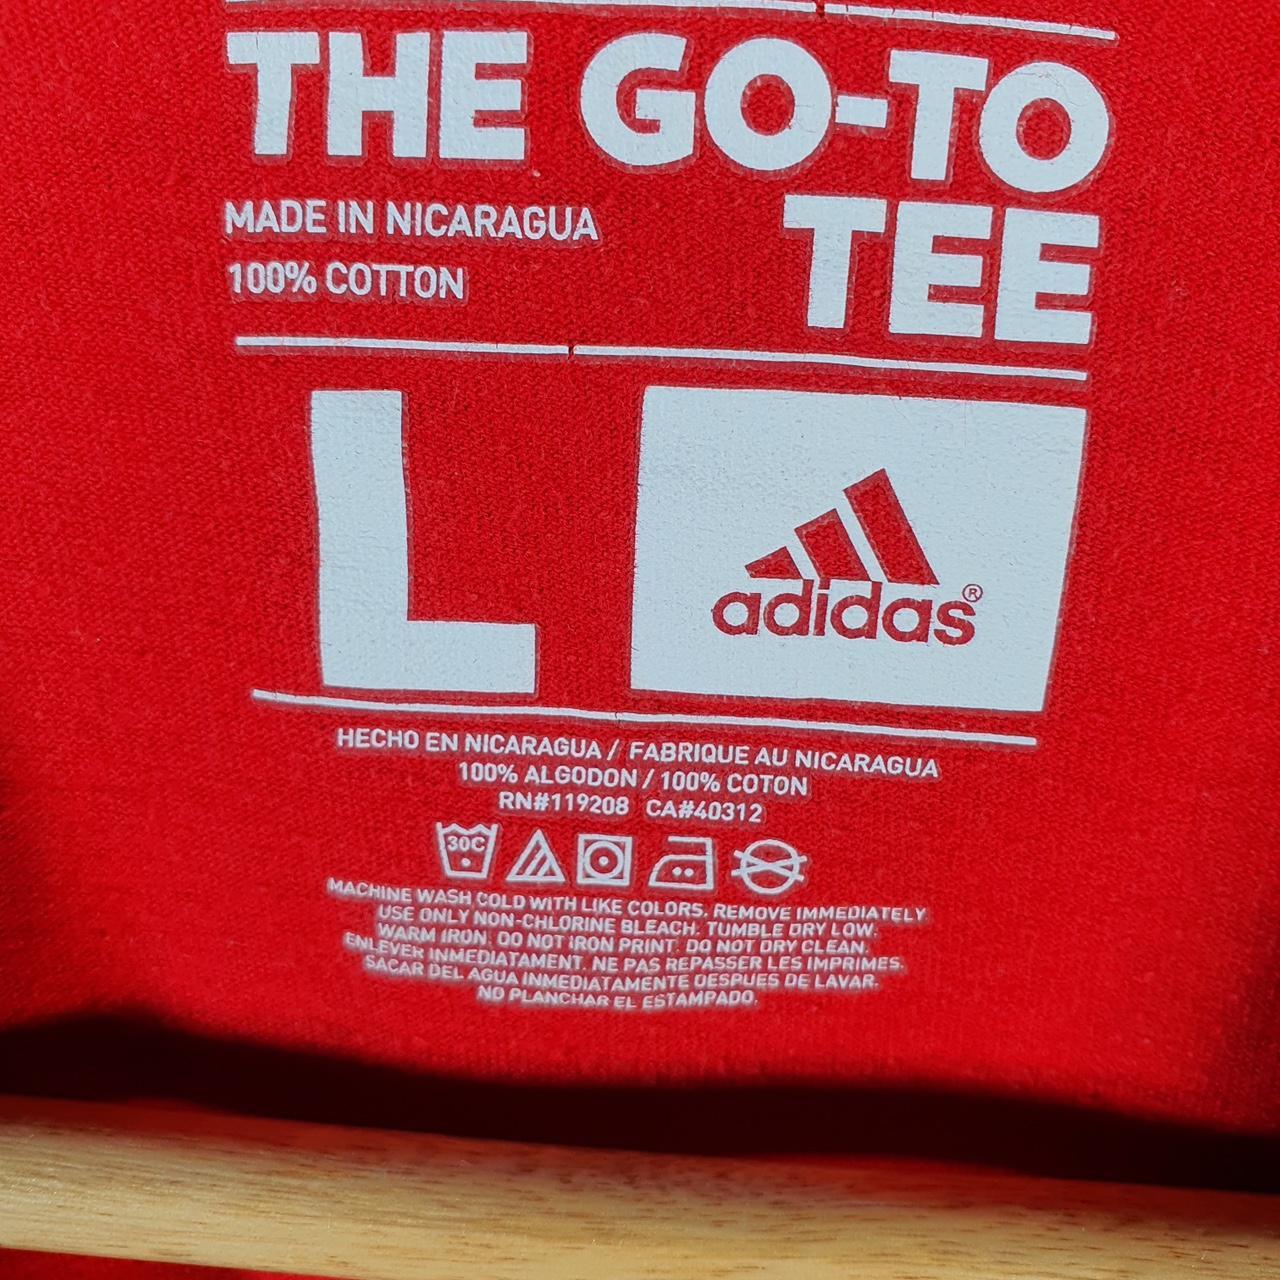 THE GO-TO
TEE
MADE IN NICARAGUA
100% COTTON
L
adidas®
HECHO EN NICARAGUA / FABRIQUE AU NICARAGUA
100% ALGODON / 100% COTON
RN#119208 CA#40312
30C
MACHINE WASH COLD WITH LIKE COLORS. REMOVE IMMEDIATELY.
USE ONLY NON-CHLORINE BLEACH. TUMBLE DRY LOW.
WARM IRON. DO NOT IRON PRINT. DO NOT DRY CLEAN.
ENLEVER INMEDIATAMENT. NE PAS REPASSER LES IMPRIMES.
SACAR DEL AGUA INMEDIATAMENTE DESPUES DE LAVAR.
NO PLANCHAR EL ESTAMPADO.